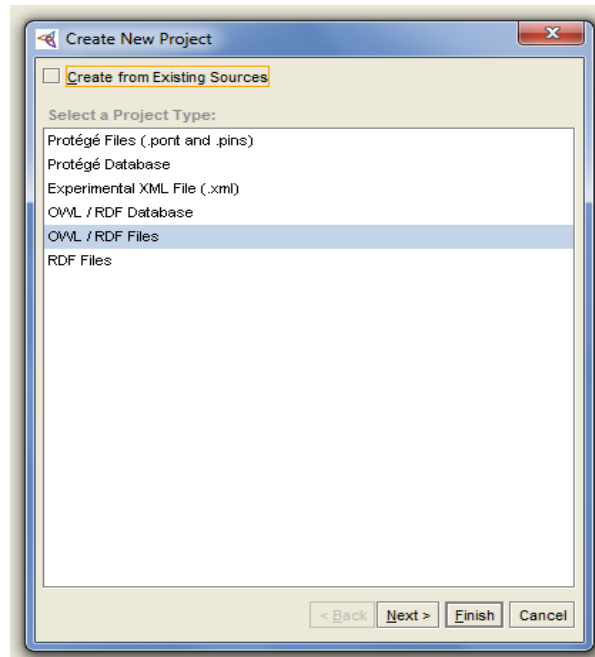 Create New Project
Create from Existing Sources
Select a Project Type:
Protégé Files (.pont and .pins)
Protégé Database
Experimental XML File (.xml)
OWL / RDF Database
OWL / RDF Files
RDF Files
< Back Next > Finish Cancel